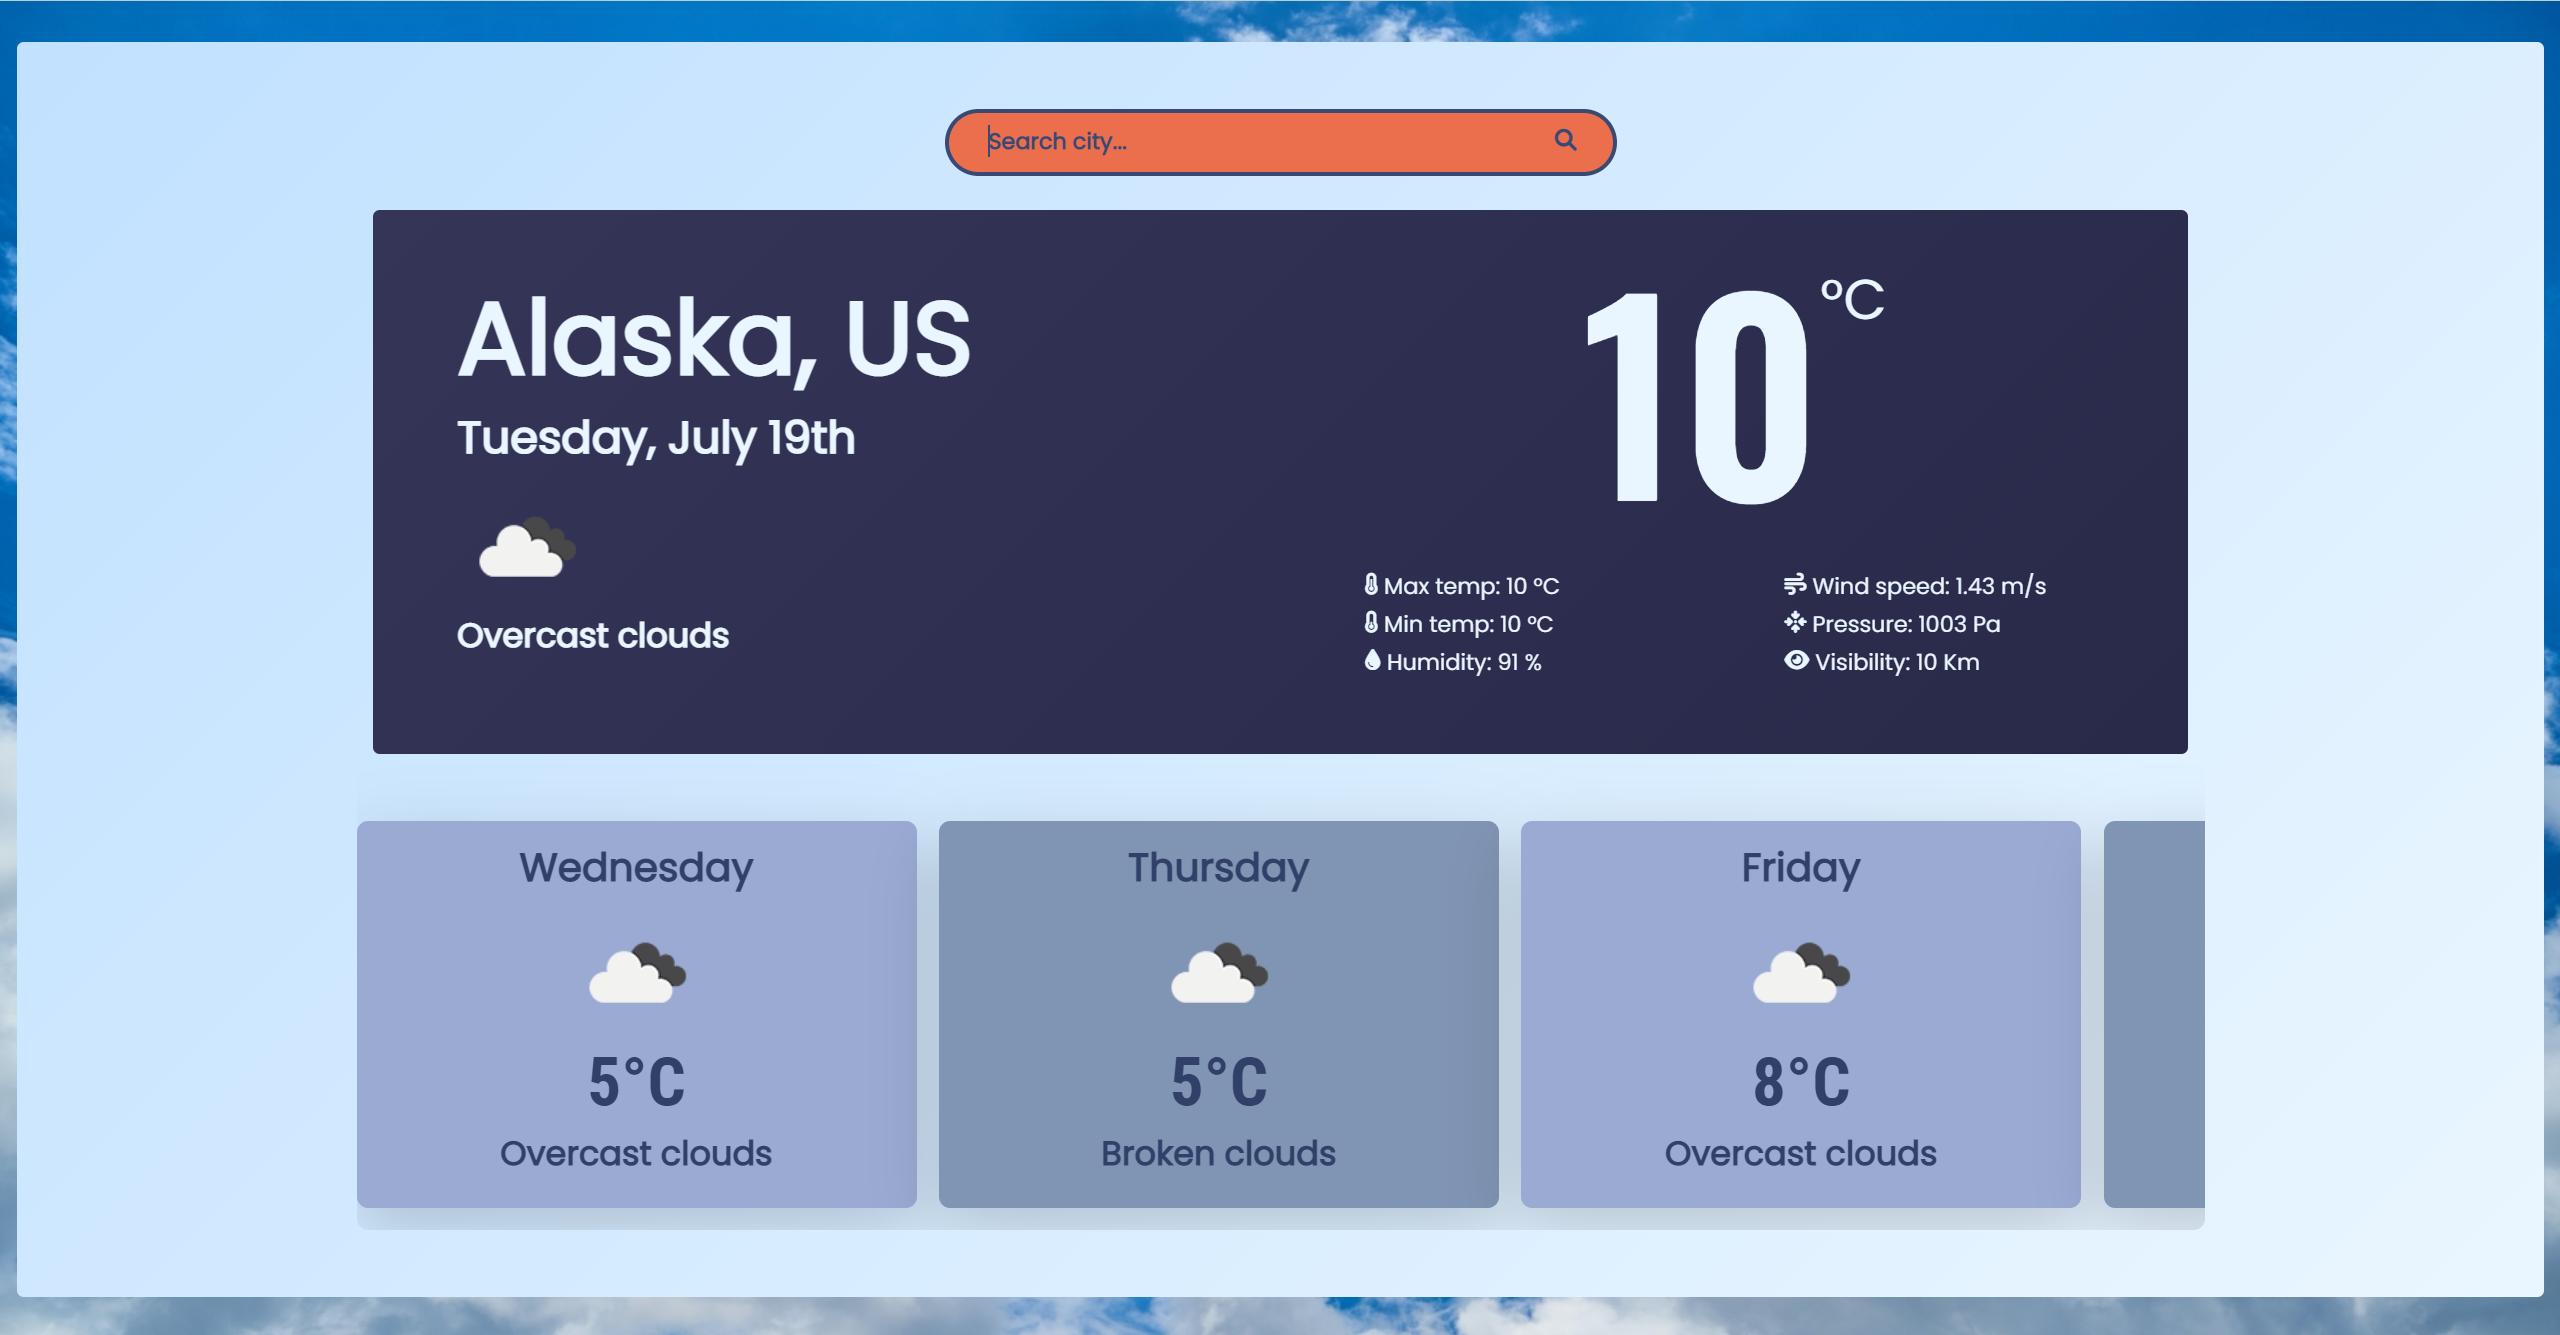 Search city...
Alaska, US
Tuesday, July 19th
Overcast clouds
10 °C
Max temp: 10 °C
Min temp: 10 °C
Humidity: 91 %
Wind speed: 1.43 m/s
Pressure: 1003 Pa
Visibility: 10 Km
Wednesday
5°C
Overcast clouds
Thursday
5°C
Broken clouds
Friday
8°C
Overcast clouds